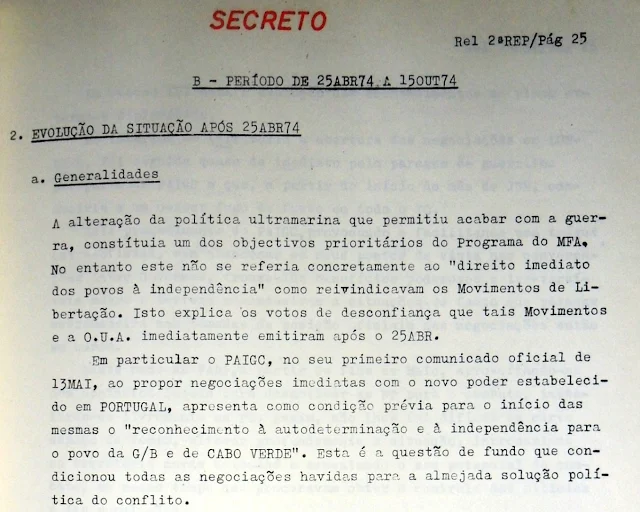 SECRETO
Rel 2ªREP/Pág 25
B - PERÍODO DE 25ABR74 A 15OUT74
2. EVOLUÇÃO DA SITUAÇÃO APÓS 25ABR74
a. Generalidades
A alteração da política ultramarina que permitiu acabar com a guer-
ra, constítuia um dos objectivos prioritários do Programa do MFA.
No entanto este não se referia concretamente ao "direito imediato
dos povos à independência" como reivindicavam os Movimentos de Li-
bertação. Isto explica os votos de desconfiança que tais Movimentos
e a O.U.A. imediatamente emitiram após o 25ABR.
Em particular o PAIGC, no seu primeiro comunicado oficial de
13MAI, ao propor negociações imediatas com o novo poder estabeleci-
do em PORTUGAL, apresenta como condição prévia para o início das
mesmas o "reconhecimento à autodeterminação e à independência para
o povo da G/B e de CABO VERDE". Esta é a questão de fundo que con-
dicionou todas as negociações havidas para a almejada solução polí-
tica do conflito.